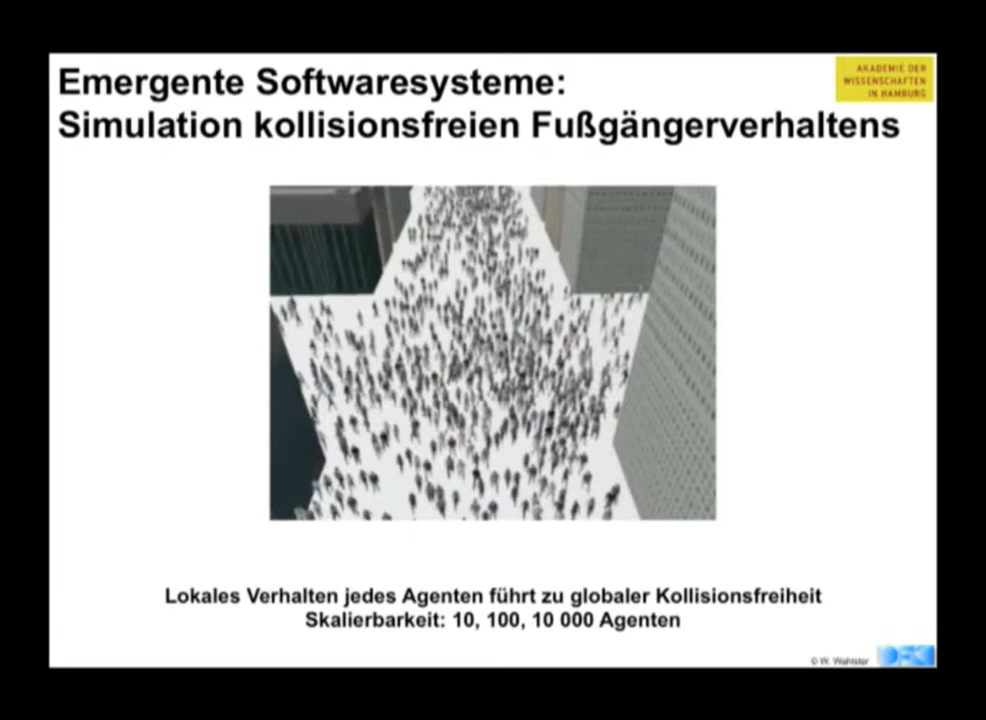 Emergente Softwaresysteme:
Simulation kollisionsfreien Fußgängerverhaltens
AKADEMIE DER
WISSENSCHAFTEN
IN HAMBURG
Lokales Verhalten jedes Agenten führt zu globaler Kollisionsfreiheit
Skalierbarkeit: 10, 100, 10 000 Agenten
© W. Wahlster
DFKI